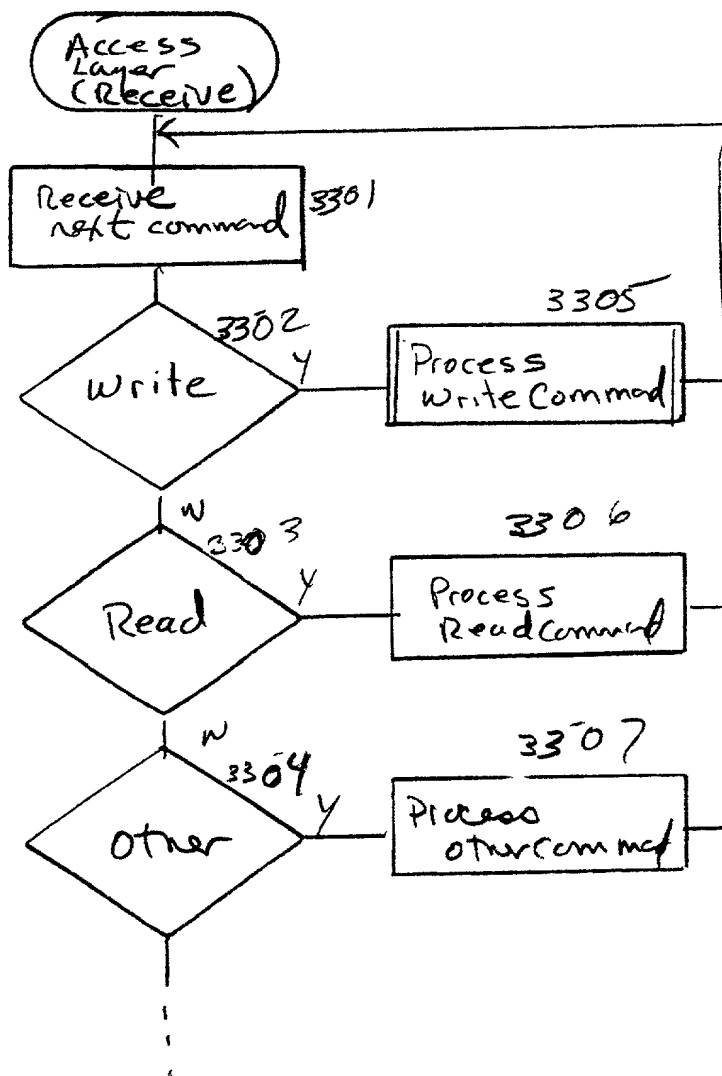 Access
Layer
(Receive)
Receive
next command
3301
3302
Write
Y
3305
Process
Write Command
N
3303
Read
Y
3306
Process
Read command
N
3304
Other
Y
3307
Process
other command